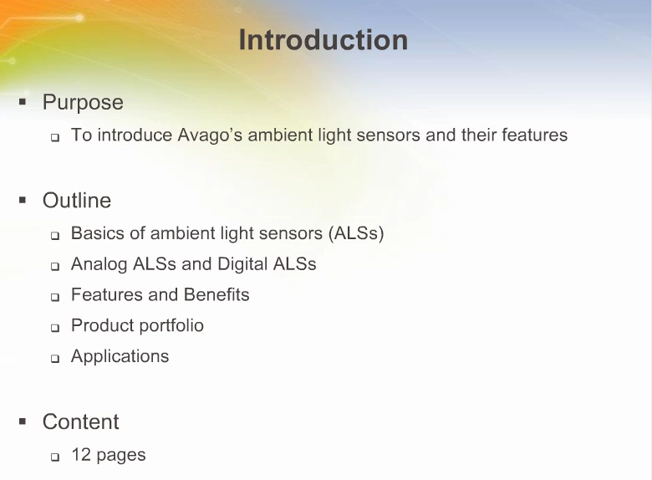 Introduction
▪ Purpose
❑ To introduce Avago’s ambient light sensors and their features
▪ Outline
❑ Basics of ambient light sensors (ALSs)
❑ Analog ALSs and Digital ALSs
❑ Features and Benefits
❑ Product portfolio
❑ Applications
▪ Content
❑ 12 pages